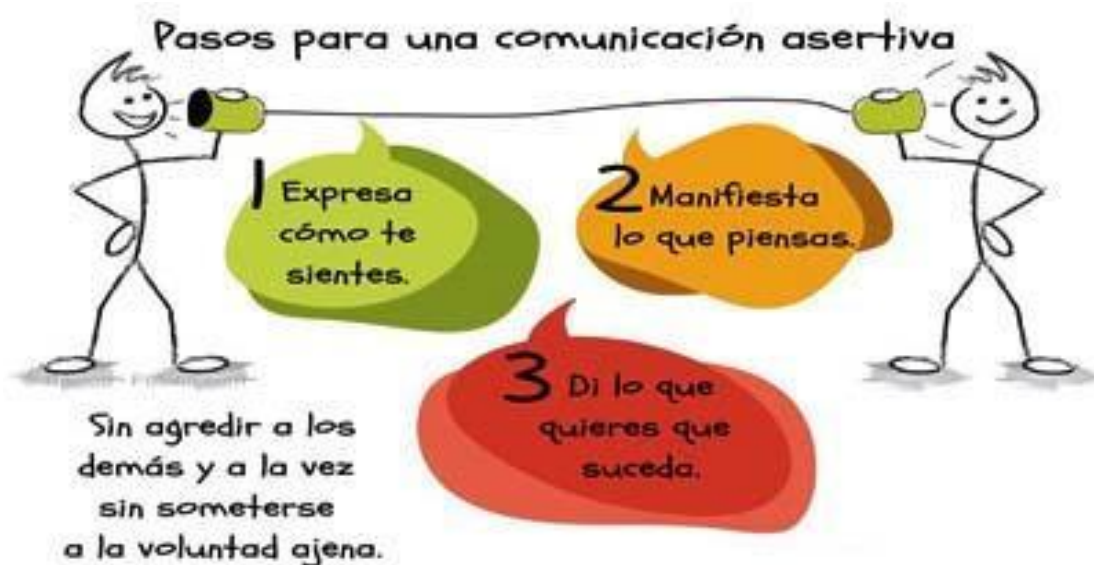 Pasos para una comunicación asertiva
1 Expresa
cómo te
sientes.
2 Manifiesta
lo que piensas.
3 Di lo que
quieres que
suceda.
Sin agredir a los
demás y a la vez
sin someterse
a la voluntad ajena.